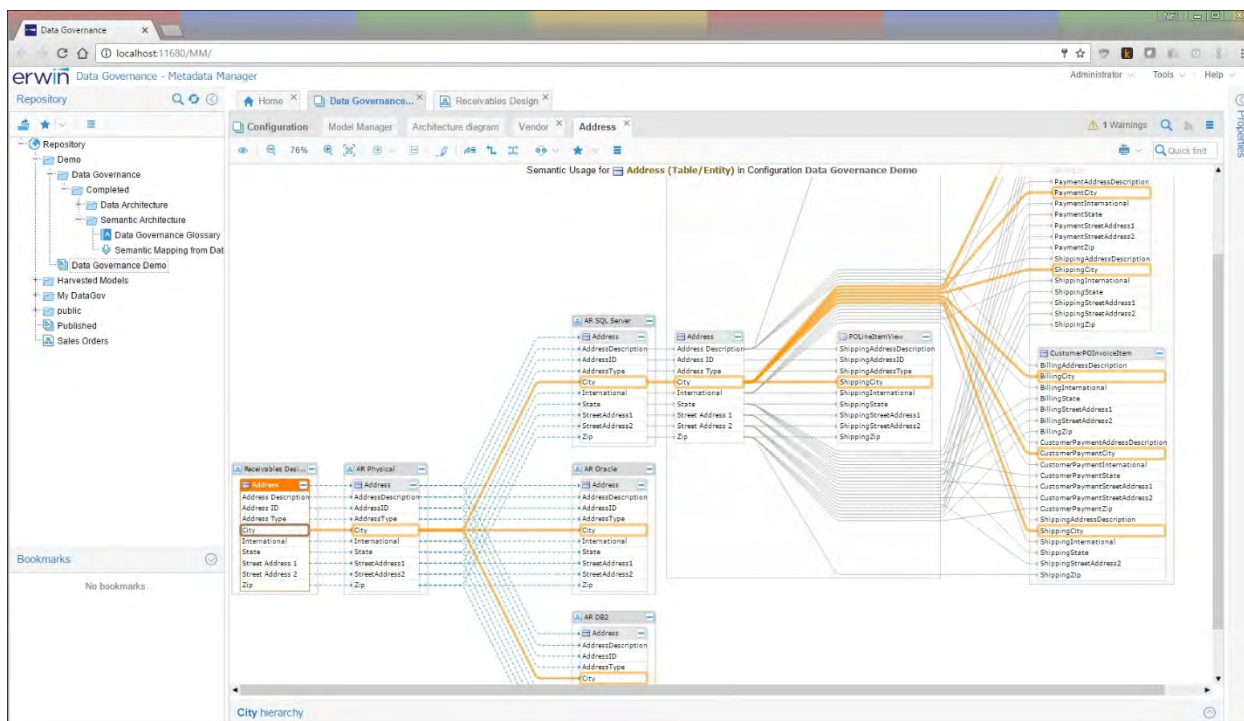 Data Governance
localhost:11680/MM/
erwin Data Governance - Metadata Manager
Administrator Tools Help
Repository
Home
Data Governance...
Receivables Design
Properties
Configuration
Model Manager
Architecture diagram
Vendor
Address
1 Warnings
76%
Quick find
Repository
Demo
Data Governance
Completed
Data Architecture
Semantic Architecture
Data Governance Glossary
Semantic Mapping from Dat
Data Governance Demo
Harvested Models
My DataGov
public
Published
Sales Orders
Bookmarks
No bookmarks.
Semantic Usage for Address (Table/Entity) in Configuration Data Governance Demo
Receivables Desi...
Address
Address Description
Address ID
Address Type
City
International
State
Street Address 1
Street Address 2
Zip
AR Physical
Address
AddressDescription
AddressID
AddressType
City
International
State
StreetAddress1
StreetAddress2
Zip
AR SQL Server
Address
AddressDescription
AddressID
AddressType
City
International
State
StreetAddress1
StreetAddress2
Zip
AR Oracle
Address
AddressDescription
AddressID
AddressType
City
International
State
StreetAddress1
StreetAddress2
Zip
AR DB2
Address
AddressDescription
AddressID
AddressType
City
Address
Address Description
Address ID
Address Type
City
International
State
Street Address 1
Street Address 2
Zip
POLineItemView
ShippingAddressDescription
ShippingAddressID
ShippingAddressType
ShippingCity
ShippingInternational
ShippingState
ShippingStreetAddress1
ShippingStreetAddress2
ShippingZip
PaymentAddressDescription
PaymentCity
PaymentInternational
PaymentState
PaymentStreetAddress1
PaymentStreetAddress2
PaymentZip
ShippingAddressDescription
ShippingCity
ShippingInternational
ShippingState
ShippingStreetAddress1
ShippingStreetAddress2
ShippingZip
CustomerPOInvoiceItem
BillingAddressDescription
BillingCity
BillingInternational
BillingState
BillingStreetAddress1
BillingStreetAddress2
BillingZip
CustomerPaymentAddressDescription
CustomerPaymentCity
CustomerPaymentInternational
CustomerPaymentState
CustomerPaymentStreetAddress1
CustomerPaymentStreetAddress2
CustomerPaymentZip
ShippingAddressDescription
ShippingCity
ShippingInternational
ShippingState
ShippingStreetAddress2
ShippingZip
City hierarchy